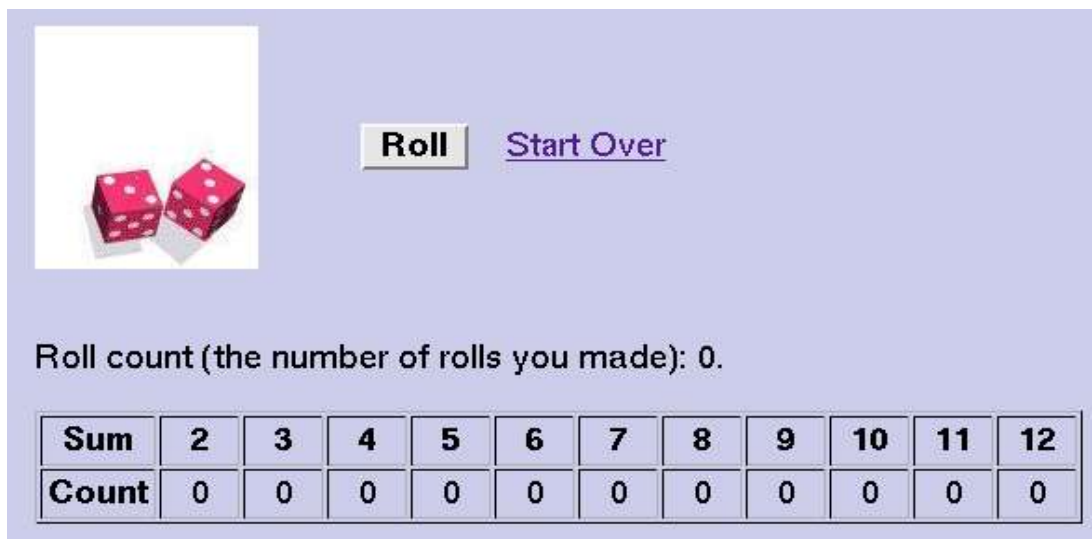 Roll Start Over
Roll count (the number of rolls you made): 0.
Sum 2 3 4 5 6 7 8 9 10 11 12
Count 0 0 0 0 0 0 0 0 0 0 0